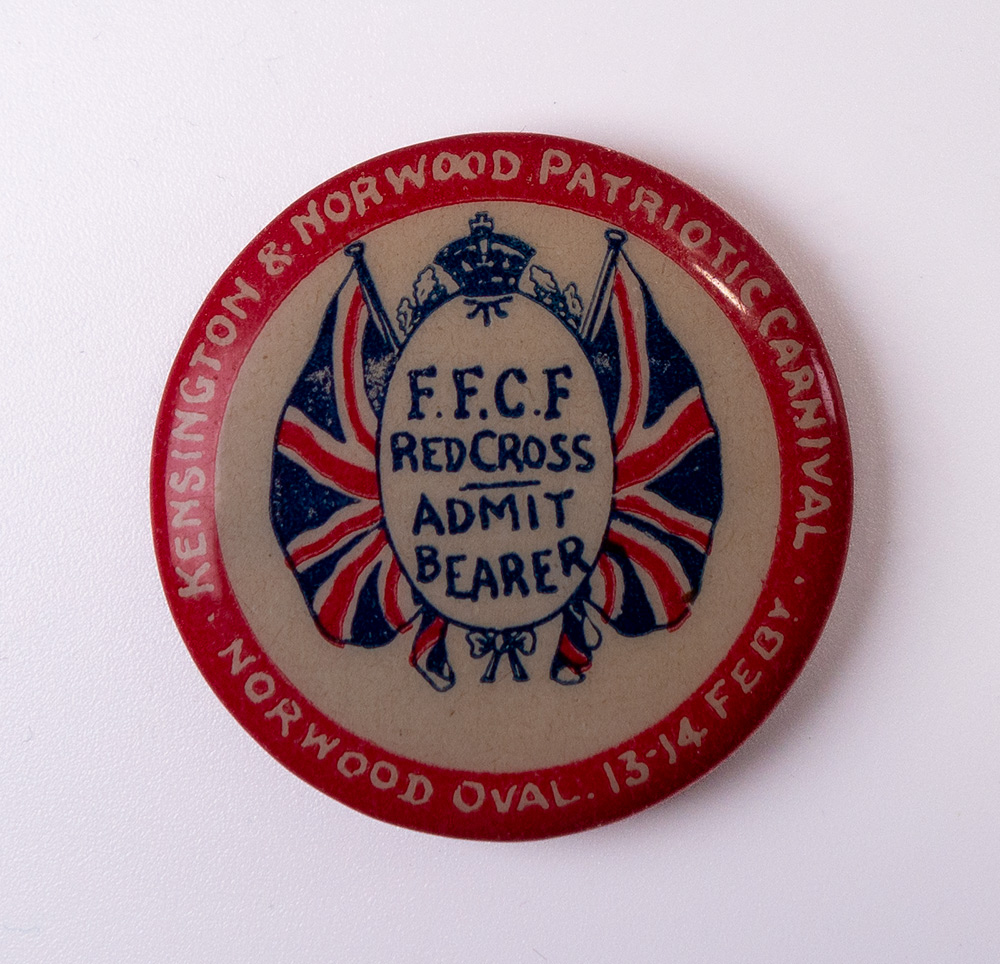 KENSINGTON & NORWOOD PATRIOTIC CARNIVAL
F.F.C.F
RED CROSS
ADMIT
BEARER
· NORWOOD OVAL. 13-14 FEBY ·